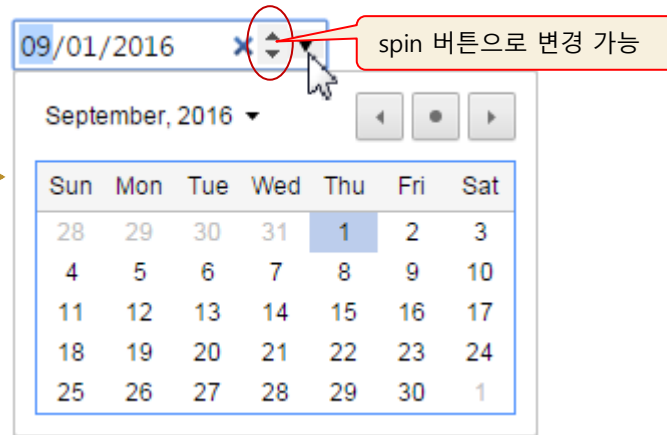 09/01/2016
spin 버튼으로 변경 가능
September, 2016
Sun Mon Tue Wed Thu Fri Sat
28 29 30 31 1 2 3
4 5 6 7 8 9 10
11 12 13 14 15 16 17
18 19 20 21 22 23 24
25 26 27 28 29 30 1